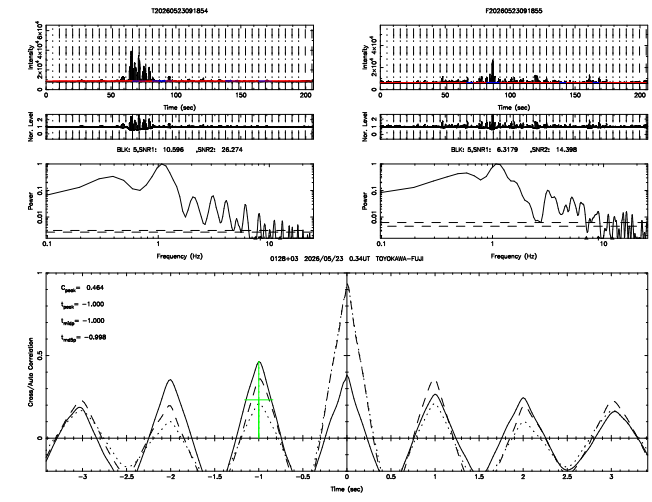 T20260523091854
F20260523091855
Intensity
2×10⁴ 4×10⁴ 6×10⁴
0 50 100 150 200
Time (sec)
Intensity
2×10⁴ 4×10⁴
0 50 100 150 200
Time (sec)
Nor. Level
0 1 2
Nor. Level
0 1 2
BLK: 5,SNR1: 10.596 ,SNR2: 26.274
BLK: 5,SNR1: 6.3179 ,SNR2: 14.398
Power
1
0.1
0.01
0.1 1 10
Frequency (Hz)
Power
1
0.1
0.01
0.1 1 10
Frequency (Hz)
0128+03 2026/05/23 0.34UT TOYOKAWA-FUJI
Cpeak= 0.464
tpeak= -1.000
tmidp= -1.000
Cross/Auto Correlation
1
0.5
0
-3 -2.5 -2 -1.5 -1 -0.5 0 0.5 1 1.5 2 2.5 3
Time (sec)